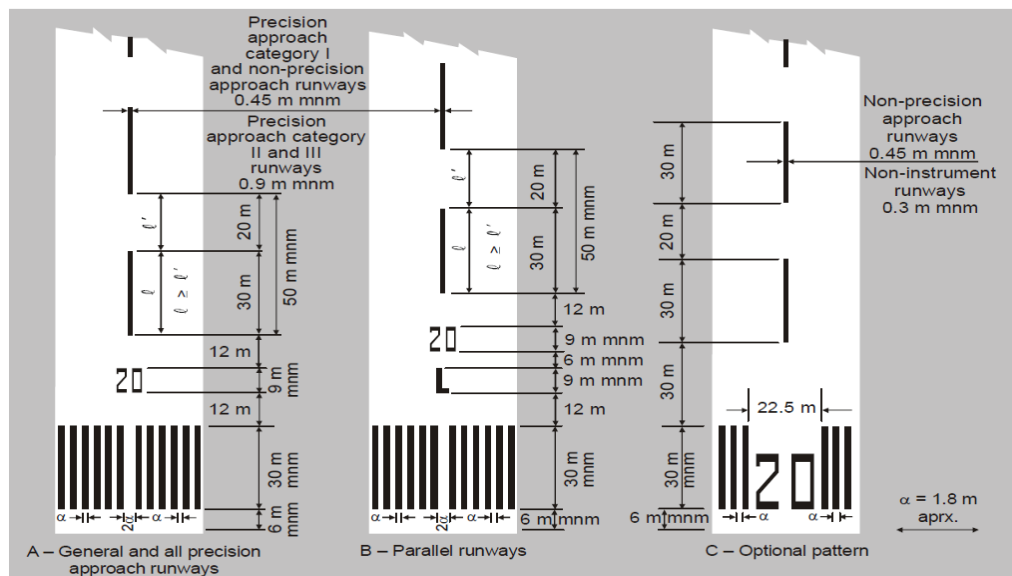 Precision
approach
category I
and non-precision
approach runways
0.45 m mnm
Precision
approach category
II and III
runways
0.9 m mnm
ℓ′
20 m
ℓ
ℓ ≥ ℓ′
30 m
50 m mnm
12 m
20
9 m
mnm
12 m
30 m
mnm
α
2α
α
6 m
mnm
A – General and all precision
approach runways
ℓ′
20 m
ℓ
ℓ ≥ ℓ′
30 m
50 m mnm
12 m
20
9 m mnm
6 m mnm
L
9 m mnm
12 m
30 m
mnm
α
2α
α
6 m mnm
B – Parallel runways
Non-precision
approach
runways
0.45 m mnm
Non-instrument
runways
0.3 m mnm
30 m
20 m
30 m
30 m
22.5 m
20
30 m
mnm
α
α
6 m mnm
C – Optional pattern
α = 1.8 m
aprx.